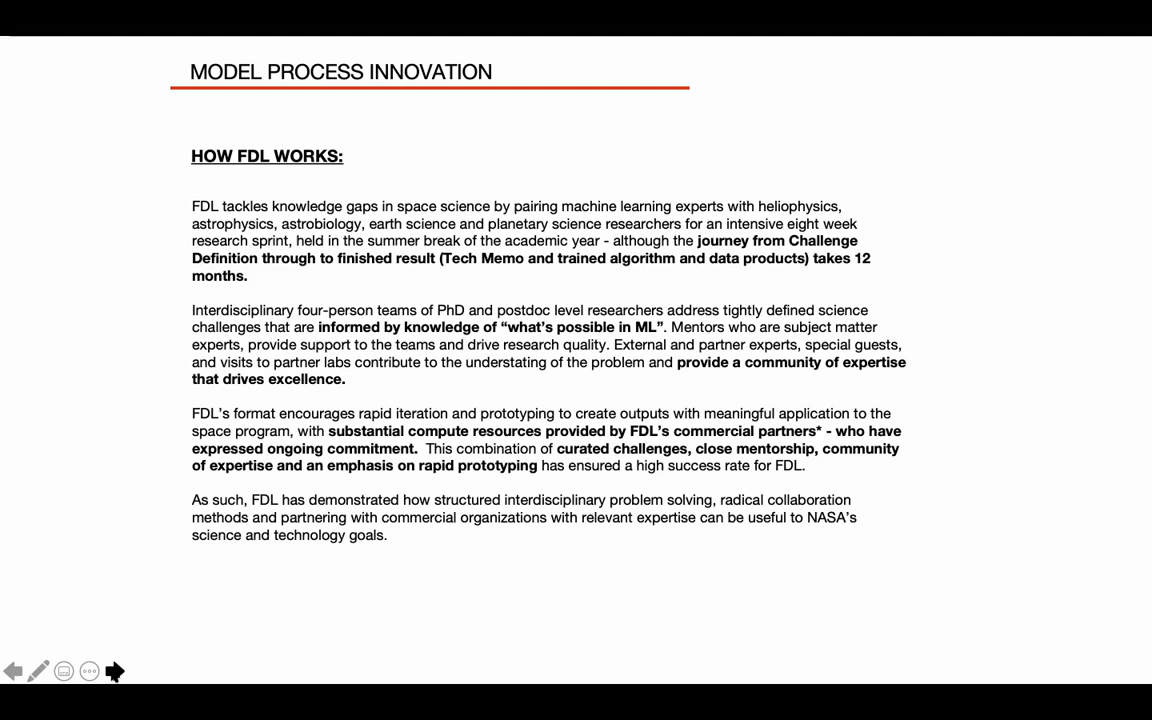 MODEL PROCESS INNOVATION
HOW FDL WORKS:
FDL tackles knowledge gaps in space science by pairing machine learning experts with heliophysics,
astrophysics, astrobiology, earth science and planetary science researchers for an intensive eight week
research sprint, held in the summer break of the academic year - although the journey from Challenge
Definition through to finished result (Tech Memo and trained algorithm and data products) takes 12
months.
Interdisciplinary four-person teams of PhD and postdoc level researchers address tightly defined science
challenges that are informed by knowledge of “what’s possible in ML”. Mentors who are subject matter
experts, provide support to the teams and drive research quality. External and partner experts, special guests,
and visits to partner labs contribute to the understating of the problem and provide a community of expertise
that drives excellence.
FDL’s format encourages rapid iteration and prototyping to create outputs with meaningful application to the
space program, with substantial compute resources provided by FDL’s commercial partners* - who have
expressed ongoing commitment. This combination of curated challenges, close mentorship, community
of expertise and an emphasis on rapid prototyping has ensured a high success rate for FDL.
As such, FDL has demonstrated how structured interdisciplinary problem solving, radical collaboration
methods and partnering with commercial organizations with relevant expertise can be useful to NASA’s
science and technology goals.